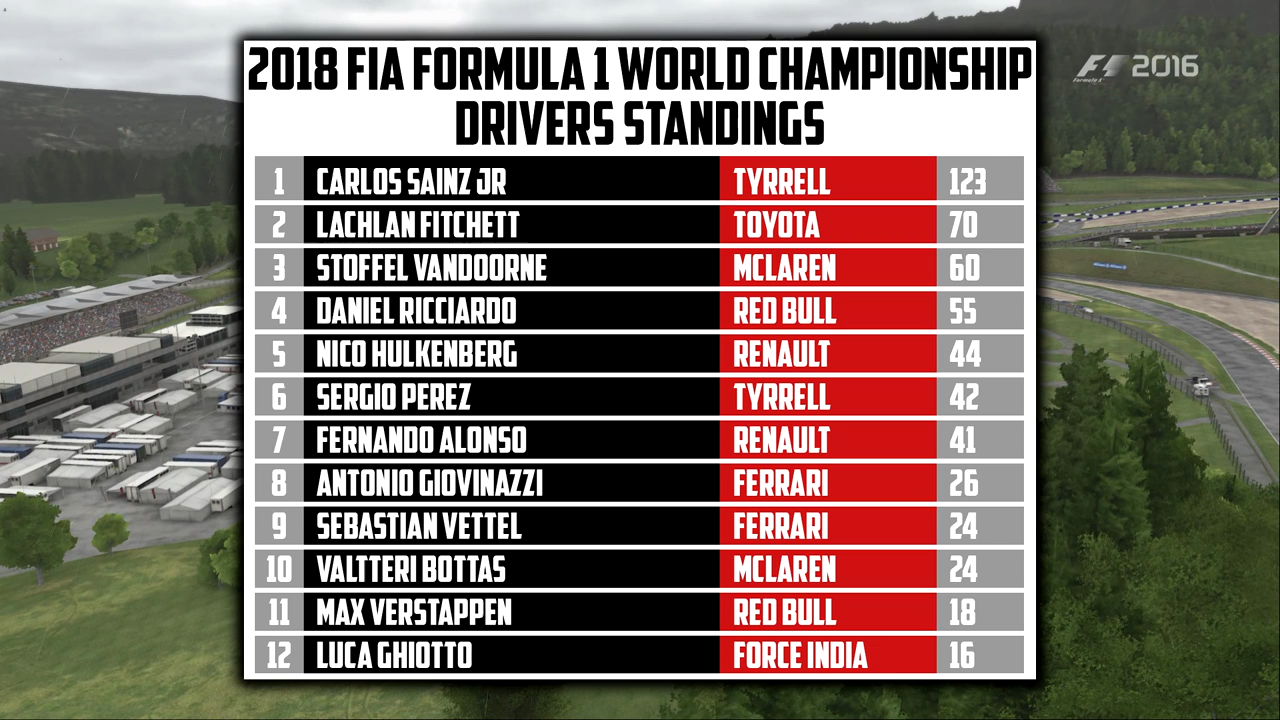 2018 FIA FORMULA 1 WORLD CHAMPIONSHIP
DRIVERS STANDINGS
F1 2016
Formula 1
1 CARLOS SAINZ JR TYRRELL 123
2 LACHLAN FITCHETT TOYOTA 70
3 STOFFEL VANDOORNE MCLAREN 60
4 DANIEL RICCIARDO RED BULL 55
5 NICO HULKENBERG RENAULT 44
6 SERGIO PEREZ TYRRELL 42
7 FERNANDO ALONSO RENAULT 41
8 ANTONIO GIOVINAZZI FERRARI 26
9 SEBASTIAN VETTEL FERRARI 24
10 VALTTERI BOTTAS MCLAREN 24
11 MAX VERSTAPPEN RED BULL 18
12 LUCA GHIOTTO FORCE INDIA 16